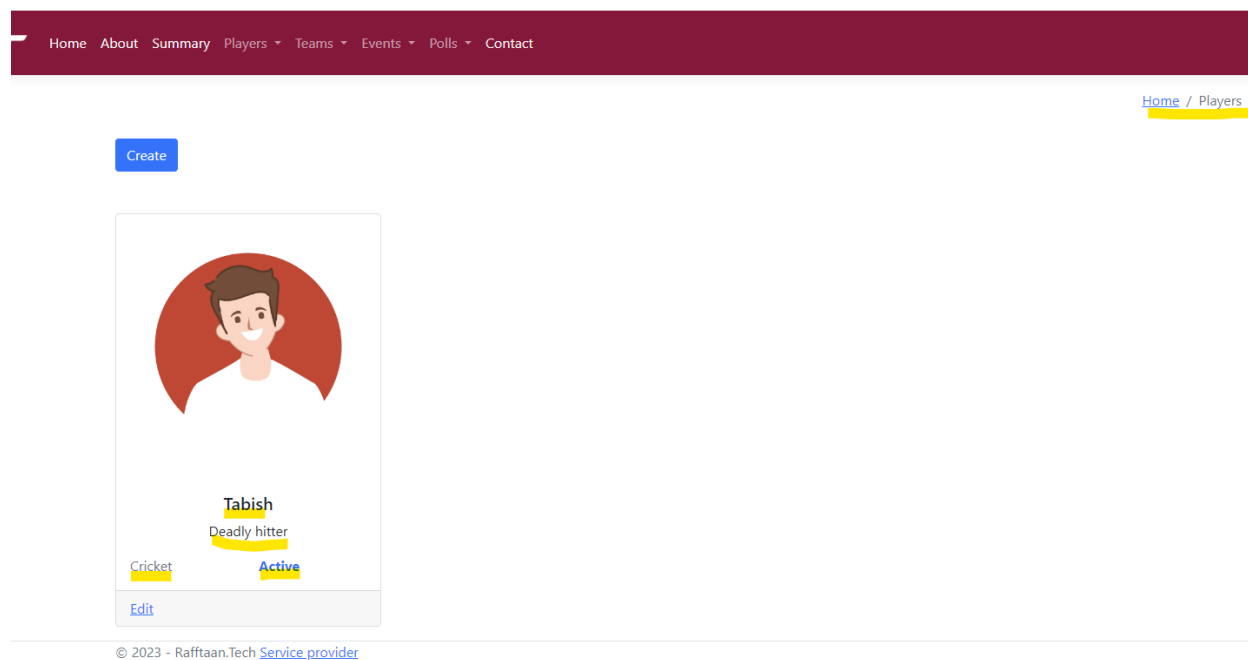 Home About Summary Players Teams Events Polls Contact
Home / Players
Create
Tabish
Deadly hitter
Cricket Active
Edit
© 2023 - Rafftaan.Tech Service provider